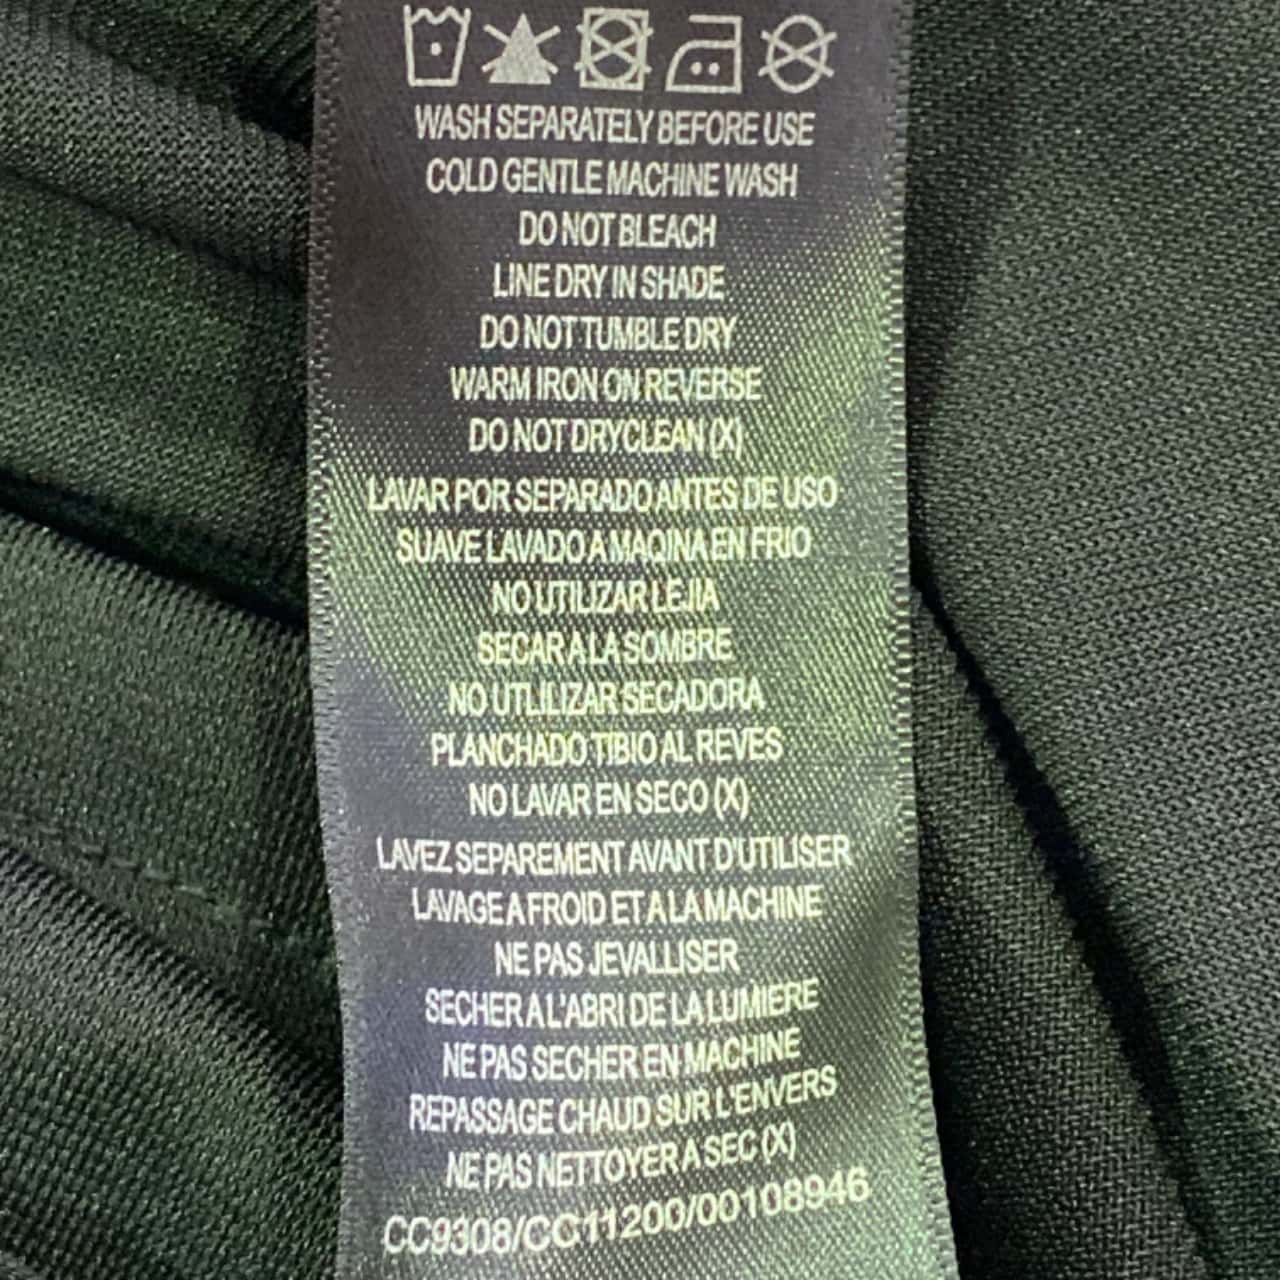 WASH SEPARATELY BEFORE USE
COLD GENTLE MACHINE WASH
DO NOT BLEACH
LINE DRY IN SHADE
DO NOT TUMBLE DRY
WARM IRON ON REVERSE
DO NOT DRYCLEAN (X)
LAVAR POR SEPARADO ANTES DE USO
SUAVE LAVADO A MAQINA EN FRIO
NO UTILIZAR LEJIA
SECAR A LA SOMBRE
NO UTLILIZAR SECADORA
PLANCHADO TIBIO AL REVES
NO LAVAR EN SECO (X)
LAVEZ SEPAREMENT AVANT D'UTILISER
LAVAGE A FROID ET A LA MACHINE
NE PAS JEVALLISER
SECHER A L'ABRI DE LA LUMIERE
NE PAS SECHER EN MACHINE
REPASSAGE CHAUD SUR L'ENVERS
NE PAS NETTOYER A SEC (X)
CC9308/CC11200/00108946